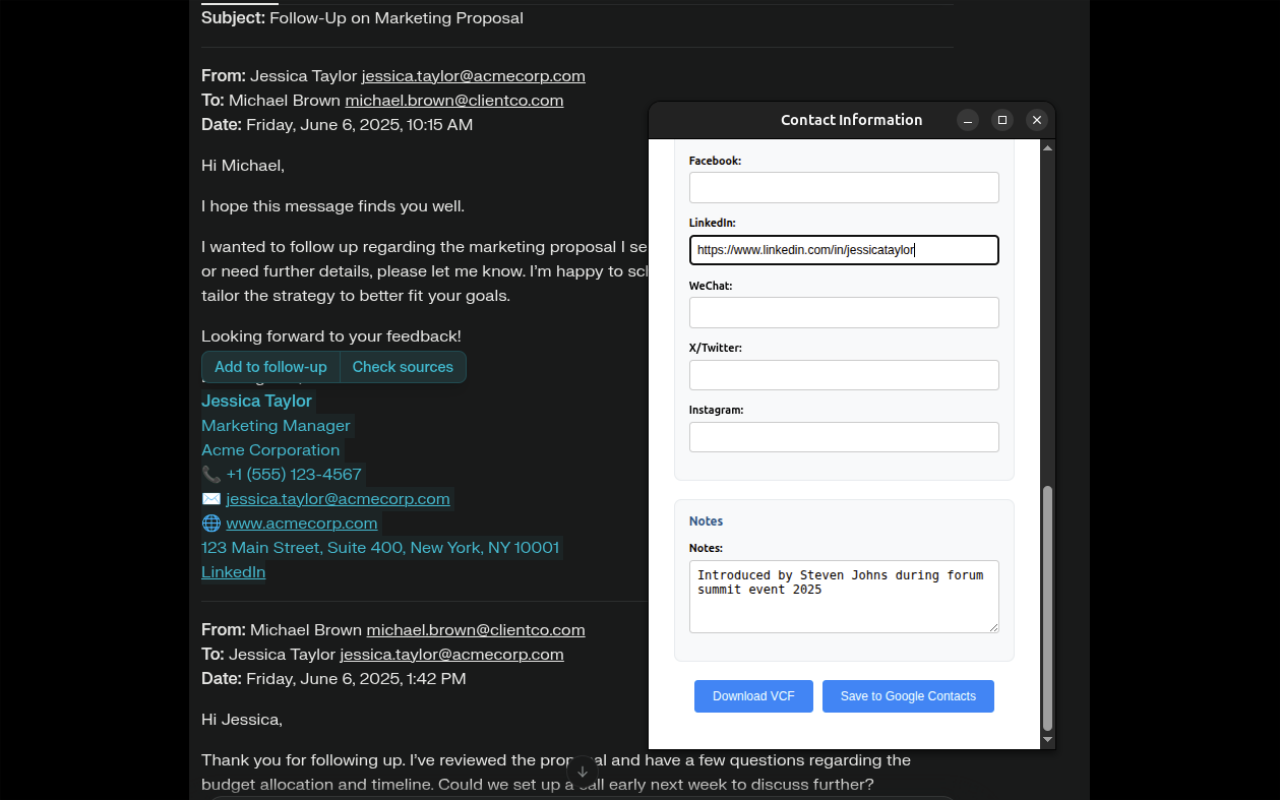 Subject: Follow-Up on Marketing Proposal
From: Jessica Taylor jessica.taylor@acmecorp.com
To: Michael Brown michael.brown@clientco.com
Date: Friday, June 6, 2025, 10:15 AM
Hi Michael,
I hope this message finds you well.
I wanted to follow up regarding the marketing proposal I
or need further details, please let me know. I'm happy to
tailor the strategy to better fit your goals.
Looking forward to your feedback!
Add to follow-up Check sources
Jessica Taylor
Marketing Manager
Acme Corporation
📞 +1 (555) 123-4567
✉️ jessica.taylor@acmecorp.com
🌐 www.acmecorp.com
123 Main Street, Suite 400, New York, NY 10001
LinkedIn
From: Michael Brown michael.brown@clientco.com
To: Jessica Taylor jessica.taylor@acmecorp.com
Date: Friday, June 6, 2025, 1:42 PM
Hi Jessica,
Thank you for following up. I've reviewed the proposal and have a few questions regarding the
budget allocation and timeline. Could we set up a call early next week to discuss further?
Contact Information
Facebook:
LinkedIn:
https://www.linkedin.com/in/jessicataylor
WeChat:
X/Twitter:
Instagram:
Notes
Notes:
Introduced by Steven Johns during forum
summit event 2025
Download VCF Save to Google Contacts